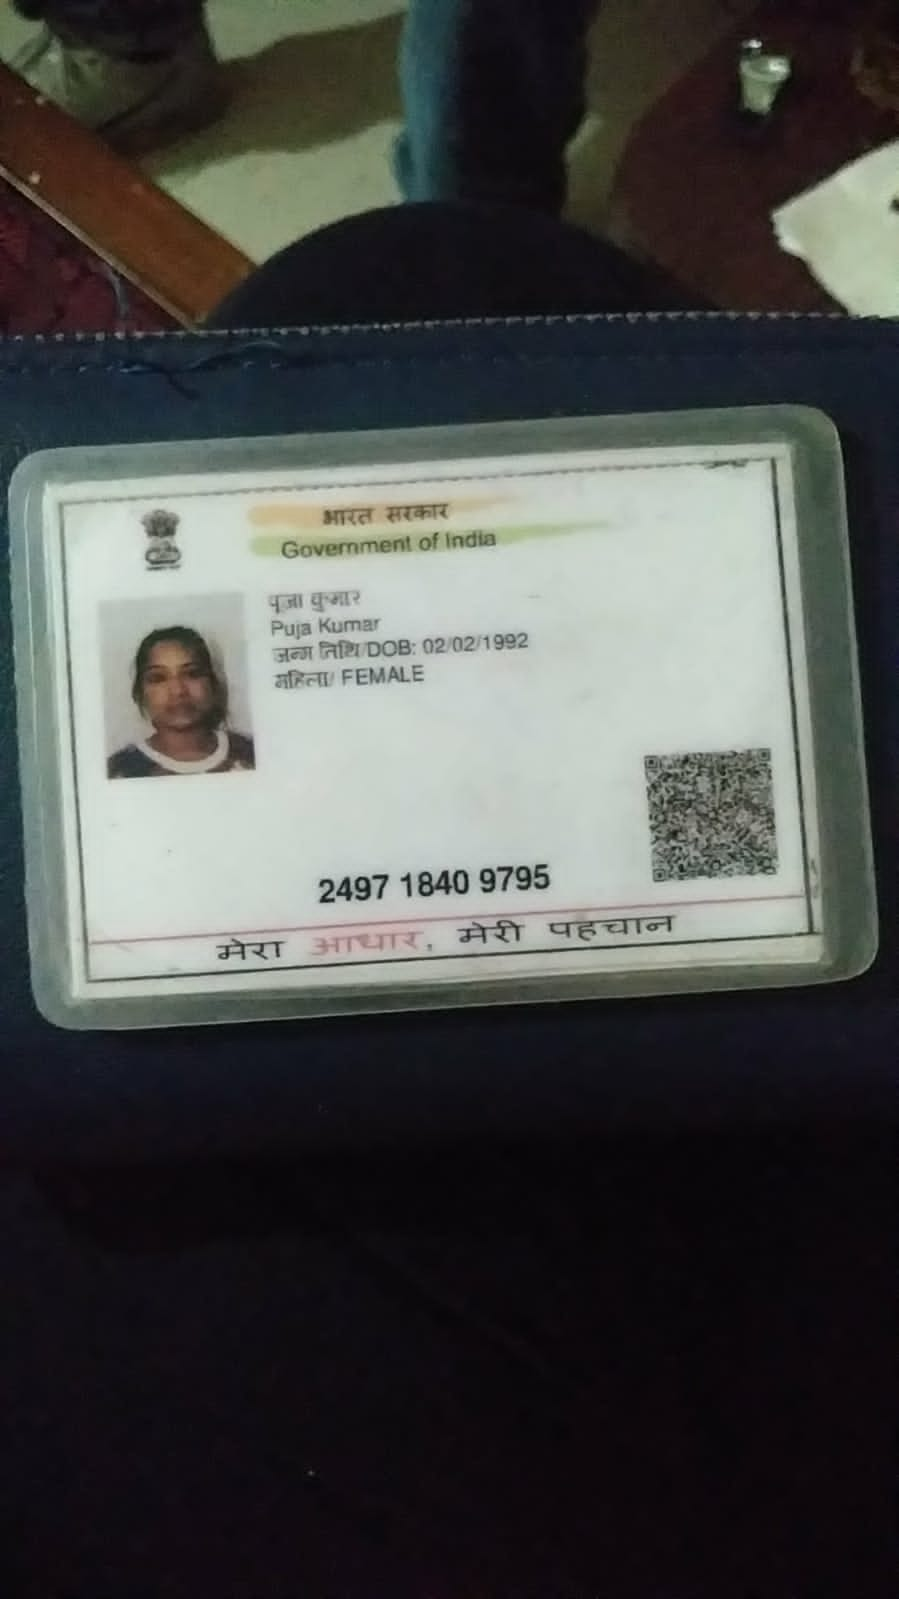 भारत सरकार
Government of India
पूजा कुमार
Puja Kumar
जन्म तिथि/DOB: 02/02/1992
महिला/ FEMALE
2497 1840 9795
मेरा आधार, मेरी पहचान